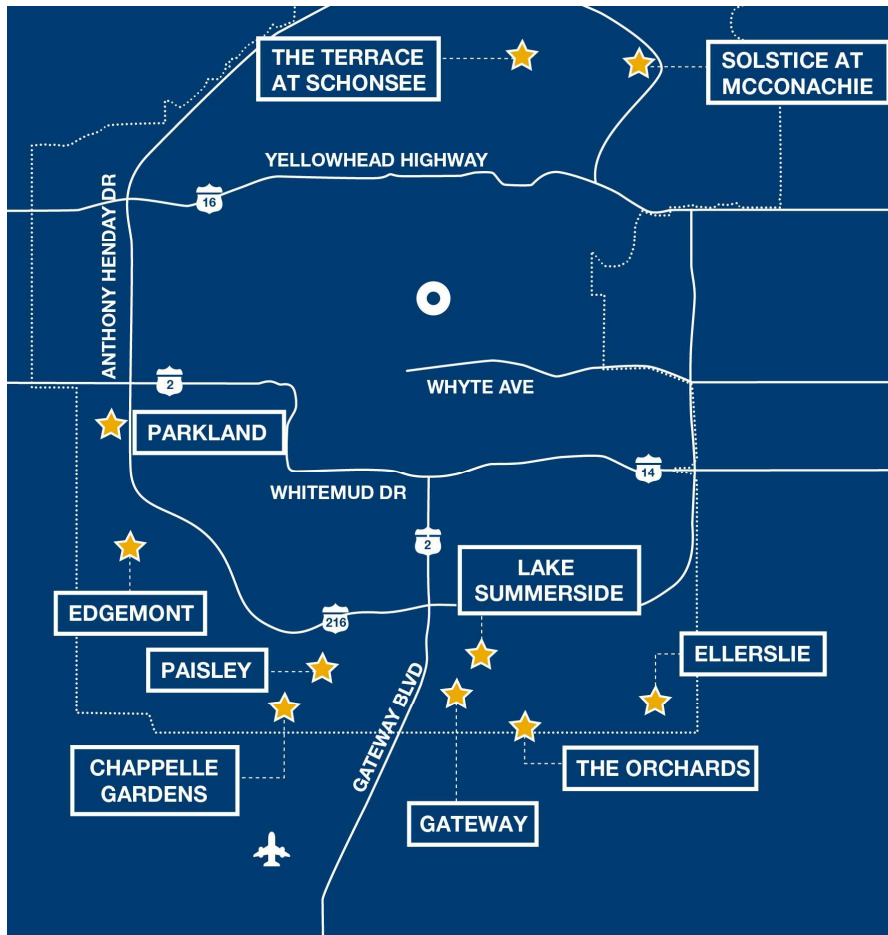 THE TERRACE
AT SCHONSEE
SOLSTICE AT
MCCONACHIE
YELLOWHEAD HIGHWAY
16
ANTHONY HENDAY DR
2
WHYTE AVE
PARKLAND
14
WHITEMUD DR
2
LAKE
SUMMERSIDE
EDGEMONT
216
PAISLEY
ELLERSLIE
GATEWAY BLVD
CHAPPELLE
GARDENS
THE ORCHARDS
GATEWAY